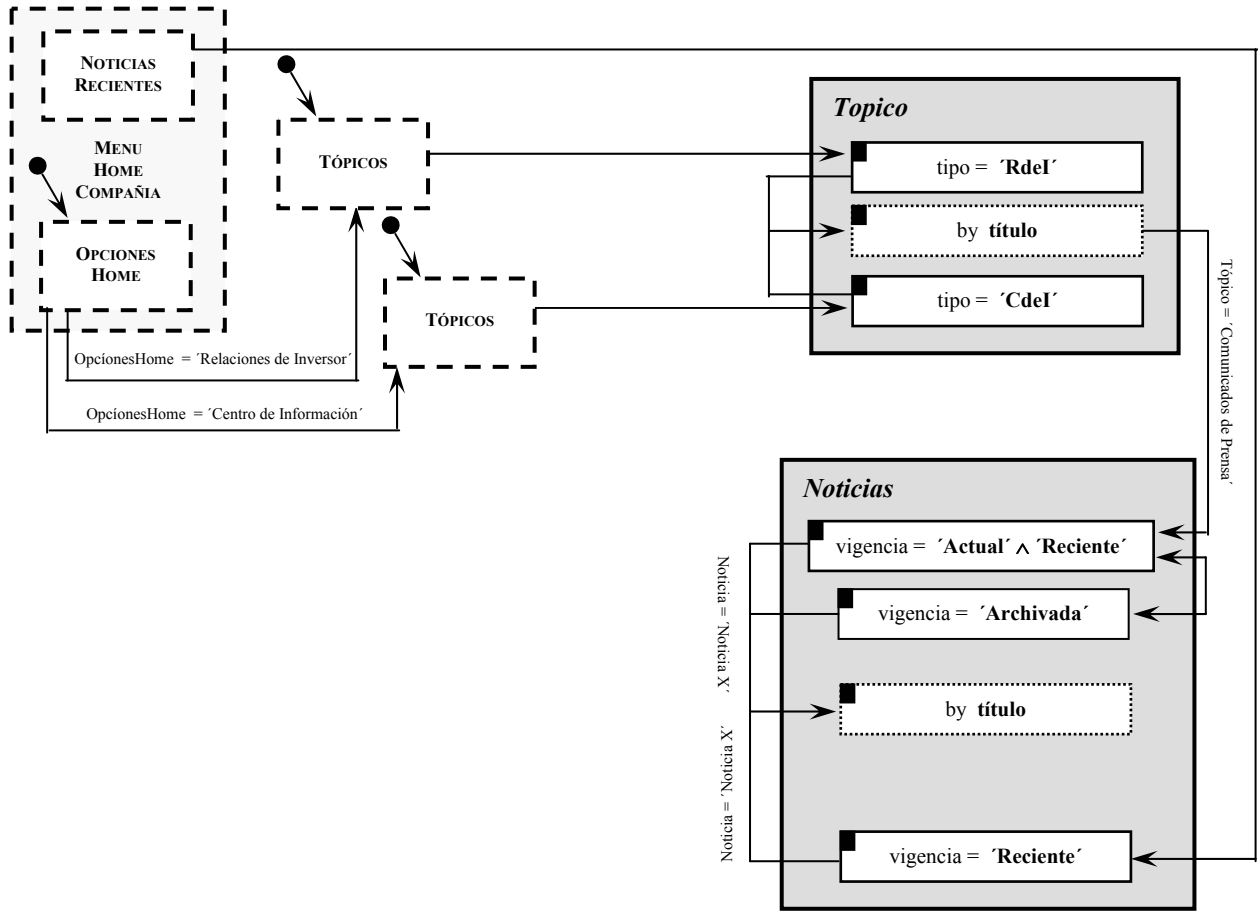 NOTICIAS
RECIENTES
MENU
HOME
COMPAÑIA
OPCIONES
HOME
TÓPICOS
TÓPICOS
OpcíonesHome = ´Relaciones de Inversor´
OpcíonesHome = ´Centro de Información´
Topico
tipo = ´RdeI´
by título
tipo = ´CdeI´
Tópico = ´Comunicados de Prensa´
Noticias
vigencia = ´Actual´ ∧ ´Reciente´
vigencia = ´Archivada´
by título
vigencia = ´Reciente´
Noticia = ´Noticia X´
Noticia = ´Noticia X´